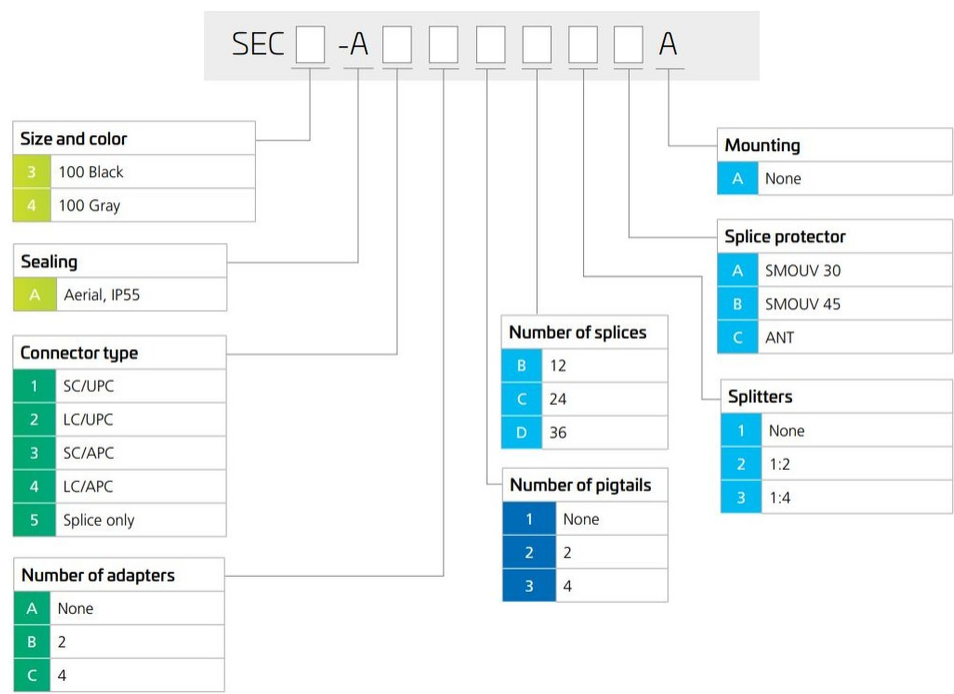 SEC -A A
Size and color
3 100 Black
4 100 Gray
Sealing
A Aerial, IP55
Connector type
1 SC/UPC
2 LC/UPC
3 SC/APC
4 LC/APC
5 Splice only
Number of adapters
A None
B 2
C 4
Number of splices
B 12
C 24
D 36
Number of pigtails
1 None
2 2
3 4
Mounting
A None
Splice protector
A SMOUV 30
B SMOUV 45
C ANT
Splitters
1 None
2 1:2
3 1:4